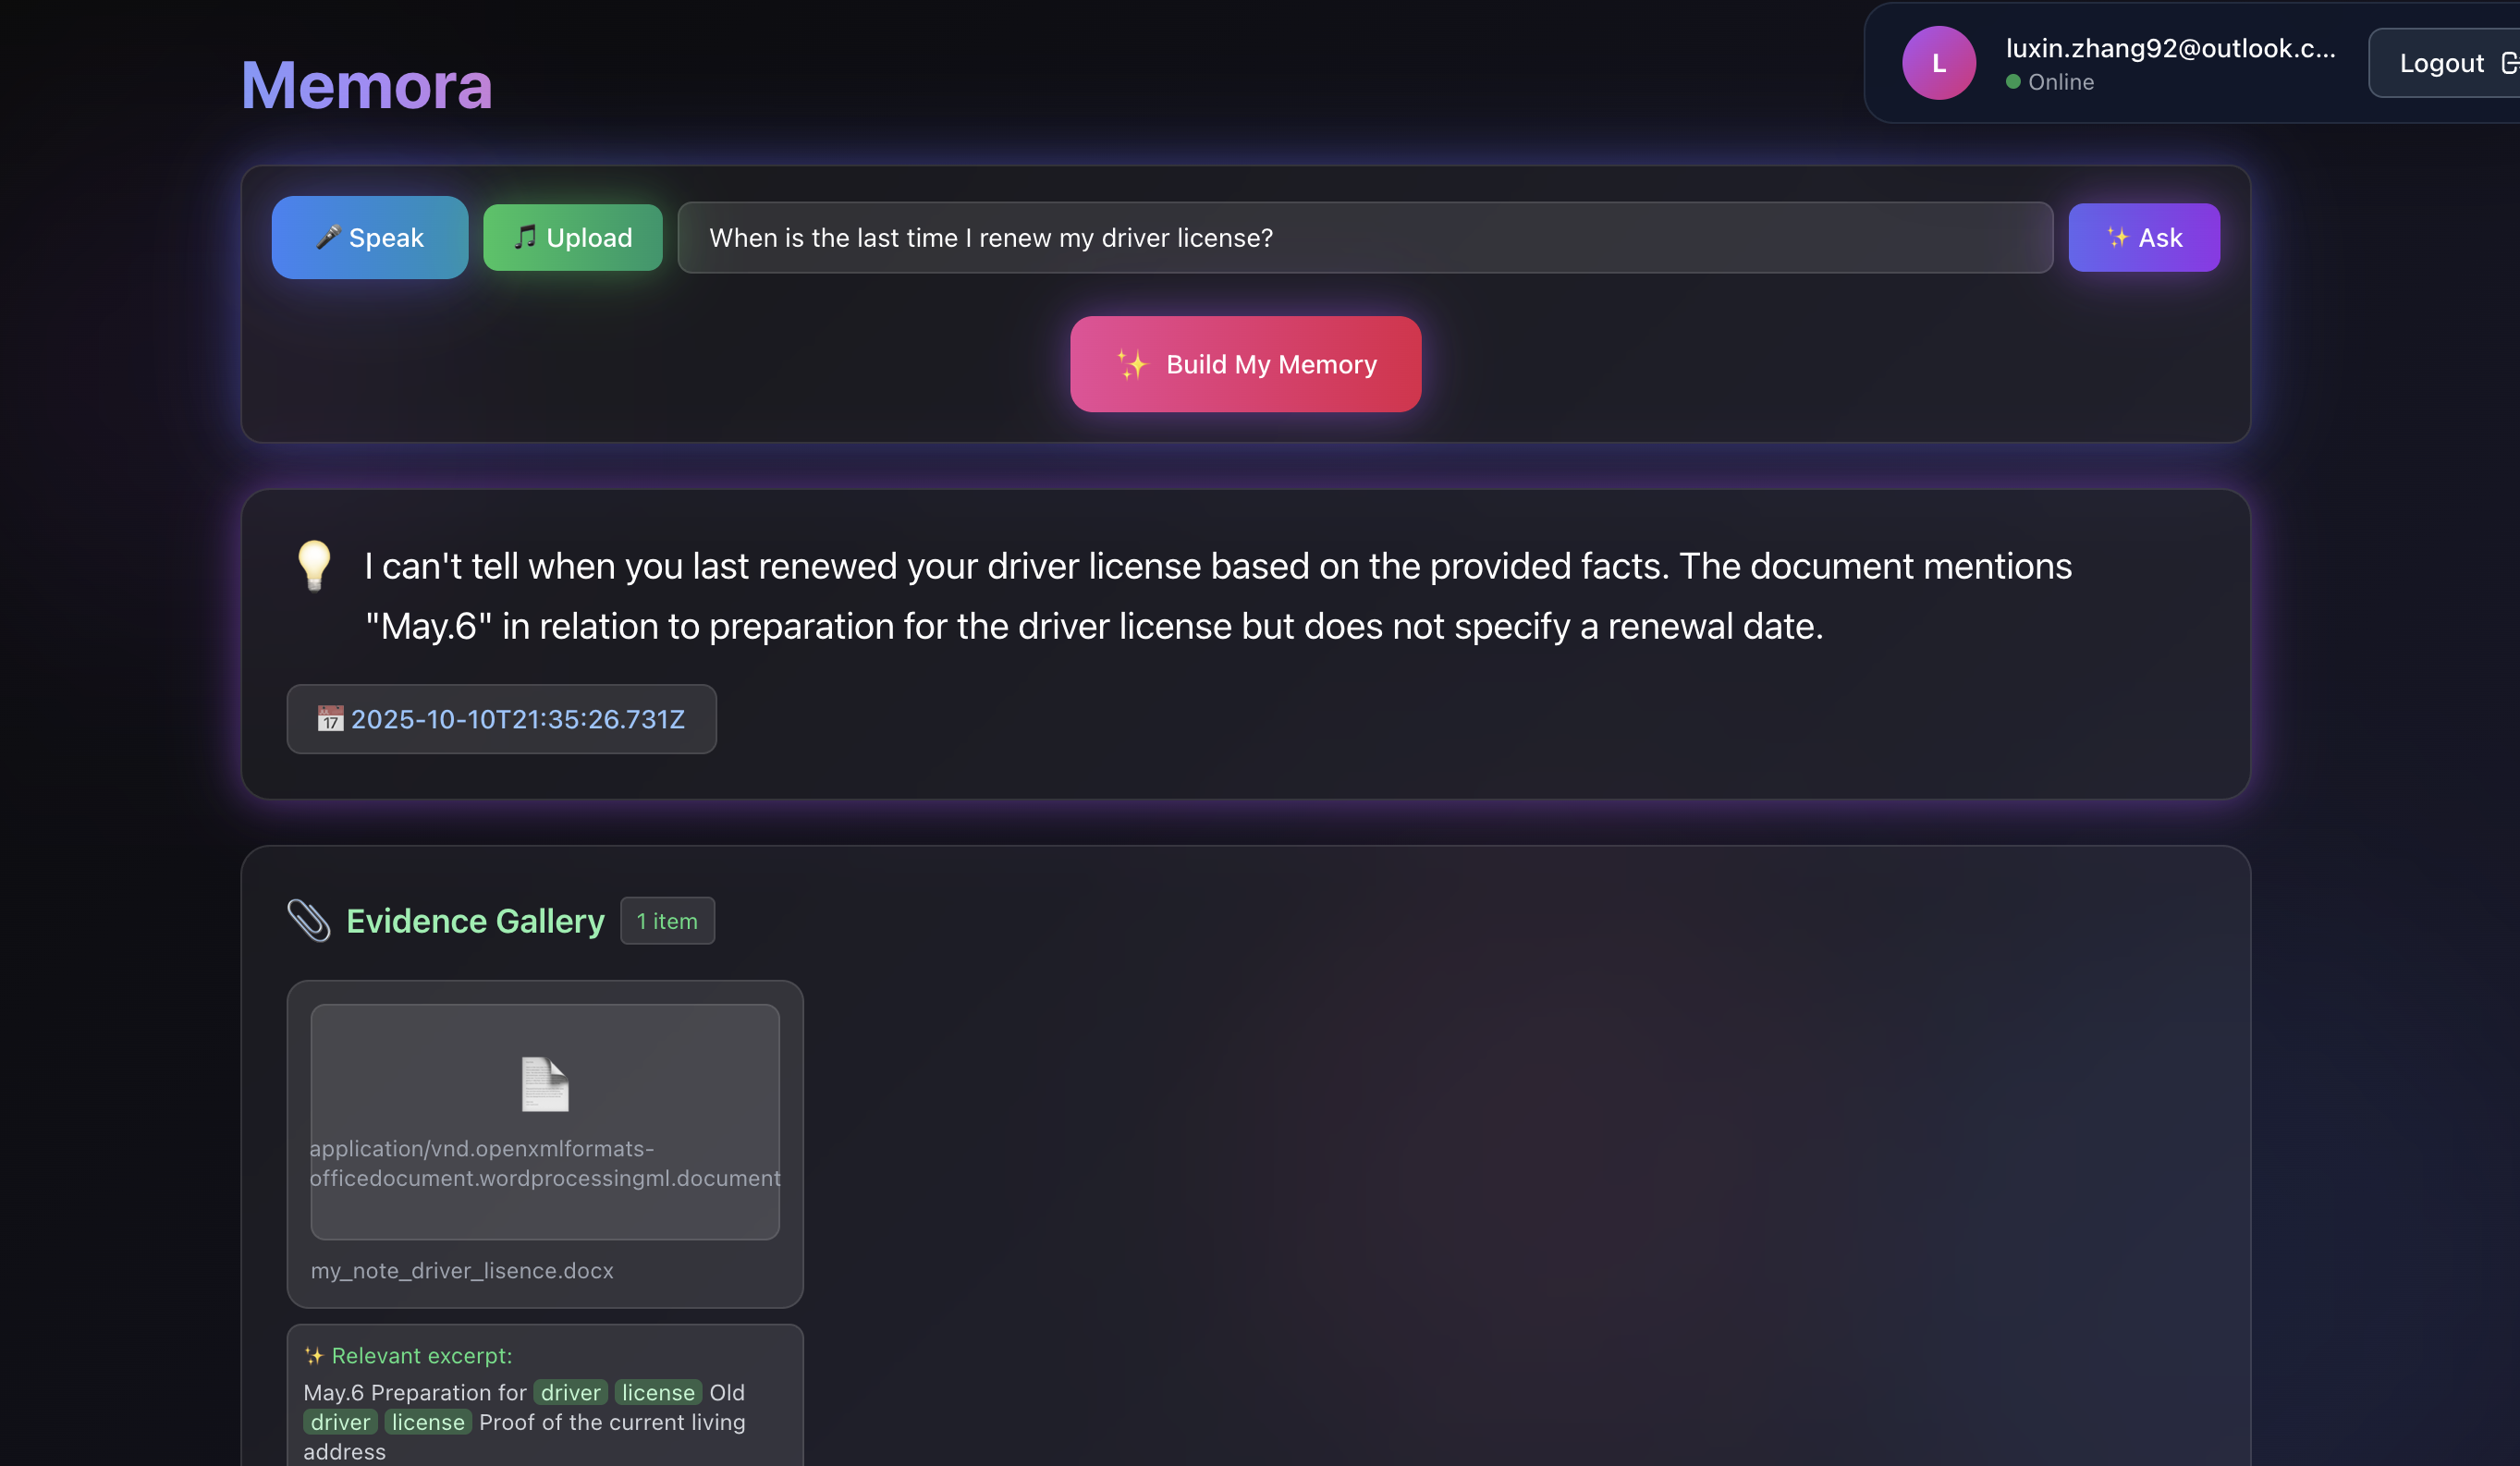 Memora
L
luxin.zhang92@outlook.c...
Online
Logout
🎤 Speak
🎵 Upload
When is the last time I renew my driver license?
✨ Ask
✨ Build My Memory
💡 I can't tell when you last renewed your driver license based on the provided facts. The document mentions
"May.6" in relation to preparation for the driver license but does not specify a renewal date.
📅 2025-10-10T21:35:26.731Z
📎 Evidence Gallery 1 item
application/vnd.openxmlformats-
officedocument.wordprocessingml.document
my_note_driver_lisence.docx
✨ Relevant excerpt:
May.6 Preparation for driver license Old
driver license Proof of the current living
address